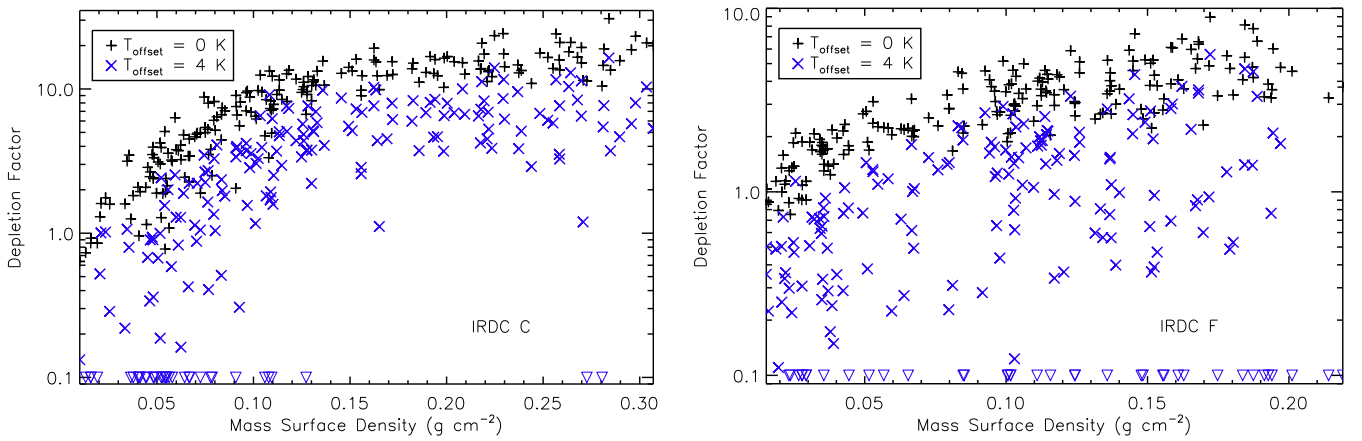 + T_offset = 0 K
× T_offset = 4 K
10.0
1.0
0.1
Depletion Factor
IRDC C
0.05 0.10 0.15 0.20 0.25 0.30
Mass Surface Density (g cm⁻²)
+ T_offset = 0 K
× T_offset = 4 K
10.0
1.0
0.1
Depletion Factor
IRDC F
0.05 0.10 0.15 0.20
Mass Surface Density (g cm⁻²)